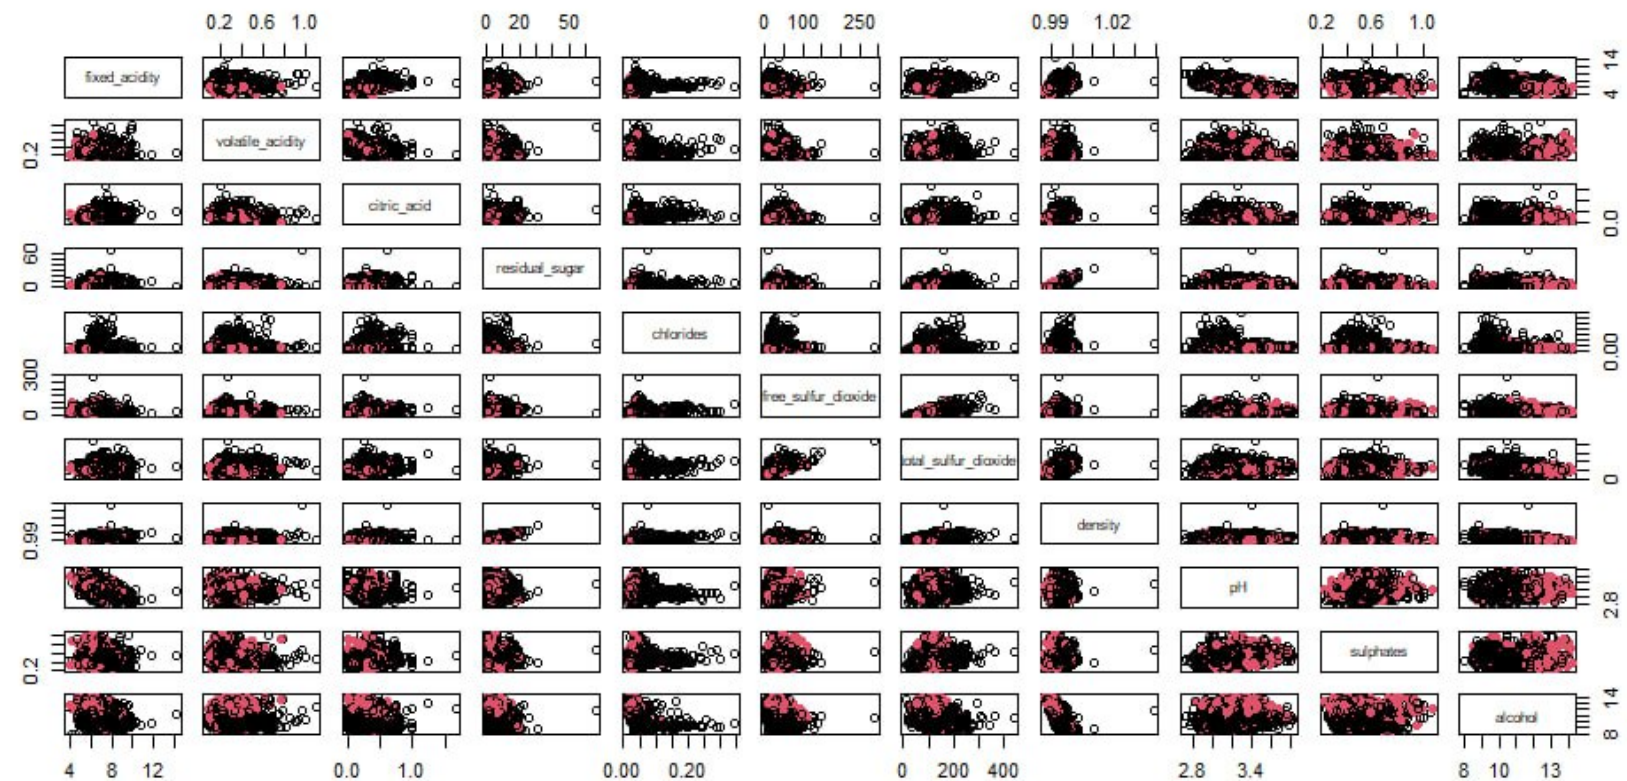 0.2 0.6 1.0 0 20 50 0 100 250 0.99 1.02 0.2 0.6 1.0
fixed_acidity 4 14
0.2 volatile_acidity
citric_acid 0.0
0 60 residual_sugar
chlorides 0.00
0 300 free_sulfur_dioxide
total_sulfur_dioxide 0
0.99 density
pH 2.8
0.2 sulphates
alcohol 8 14
4 8 12 0.0 1.0 0.00 0.20 0 200 400 2.8 3.4 8 10 13